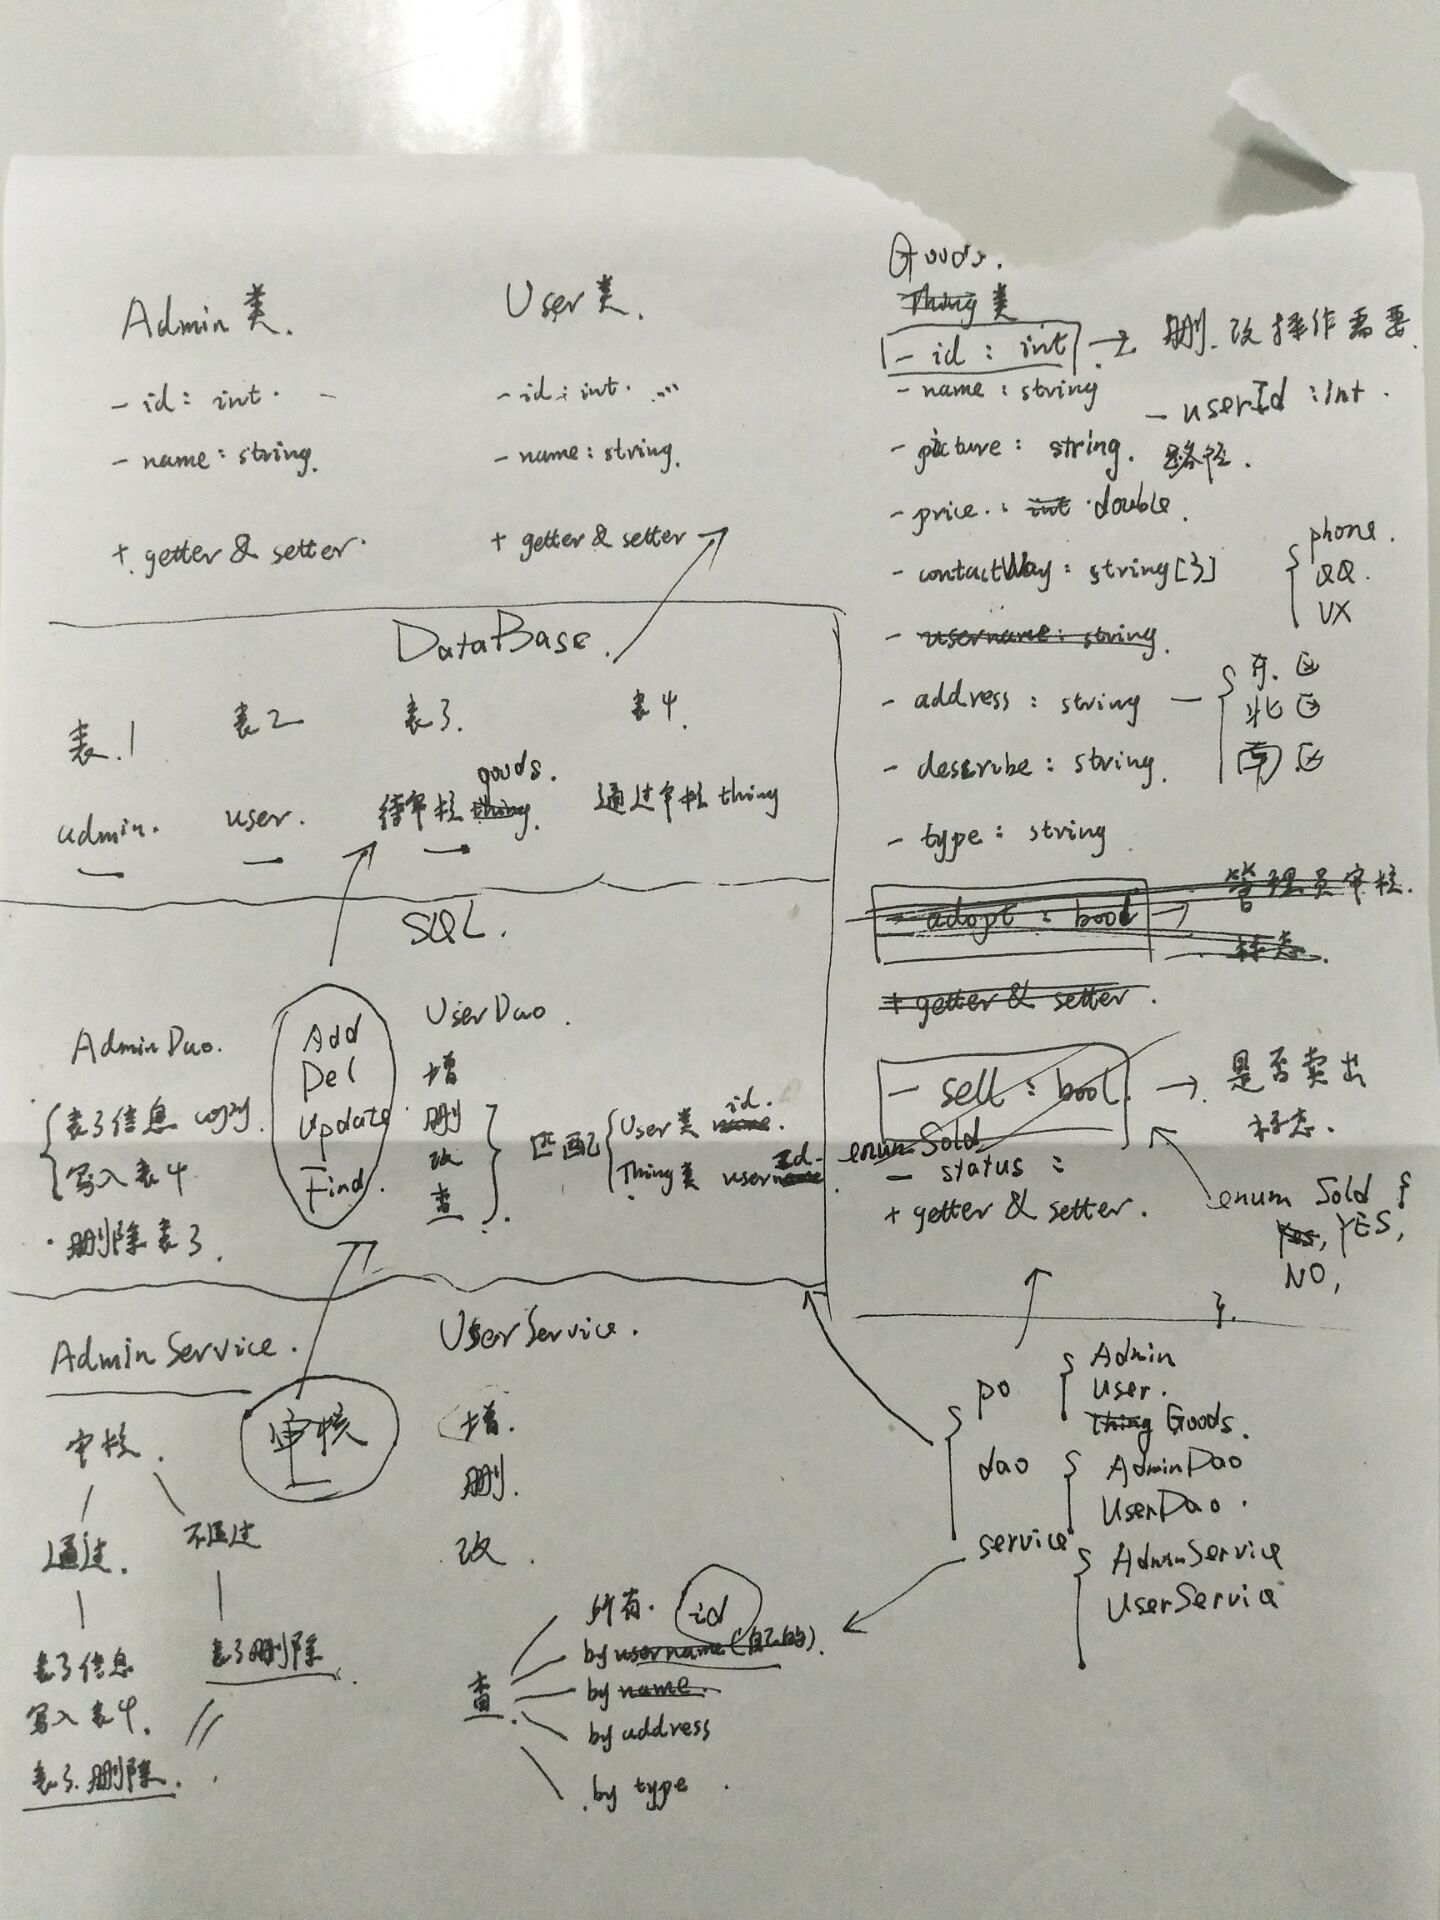 Admin类.
- id: int.
- name: string.
+ getter & setter.
User类.
- id: int. ...
- name: string.
+ getter & setter
Goods.
Thing类
- id : int → 删.改操作需要.
- name : string
- userId : Int.
- picture : string. 路径.
- price. : int double.
- contactWay : string[3] { phone.
QQ.
VX
- username : string.
- address : string — { 东.区
北区
南区
- describe : string.
- type : string
- adopt : bool → 管理员审核.
标志.
+ getter & setter.
- sell : bool. → 是否卖出
标志.
enum Sold
- status :
+ getter & setter.
enum Sold {
Yes, YES,
NO,
}.
DataBase.
表.1 表2 表3. 表4.
admin. user. 待审核 thing. goods. 通过审核 thing
SQL.
AdminDao.
{ 表3信息 copy.
写入表4
· 删除表3.
Add
Del
Update
Find.
UserDao.
增
删
改
查.
匹配 { User类 name. id.
Thing类 username. Id.
AdminService.
审核.
通过.
不通过
表3信息
写入表4.
表3.删除.
表3删除
审核
UserService.
增.
删.
改.
查.
所有.
by username (自己的). id
by name.
by address
by type.
po { Admin
User.
Thing Goods.
dao { AdminDao
UserDao.
service { AdminService
UserService